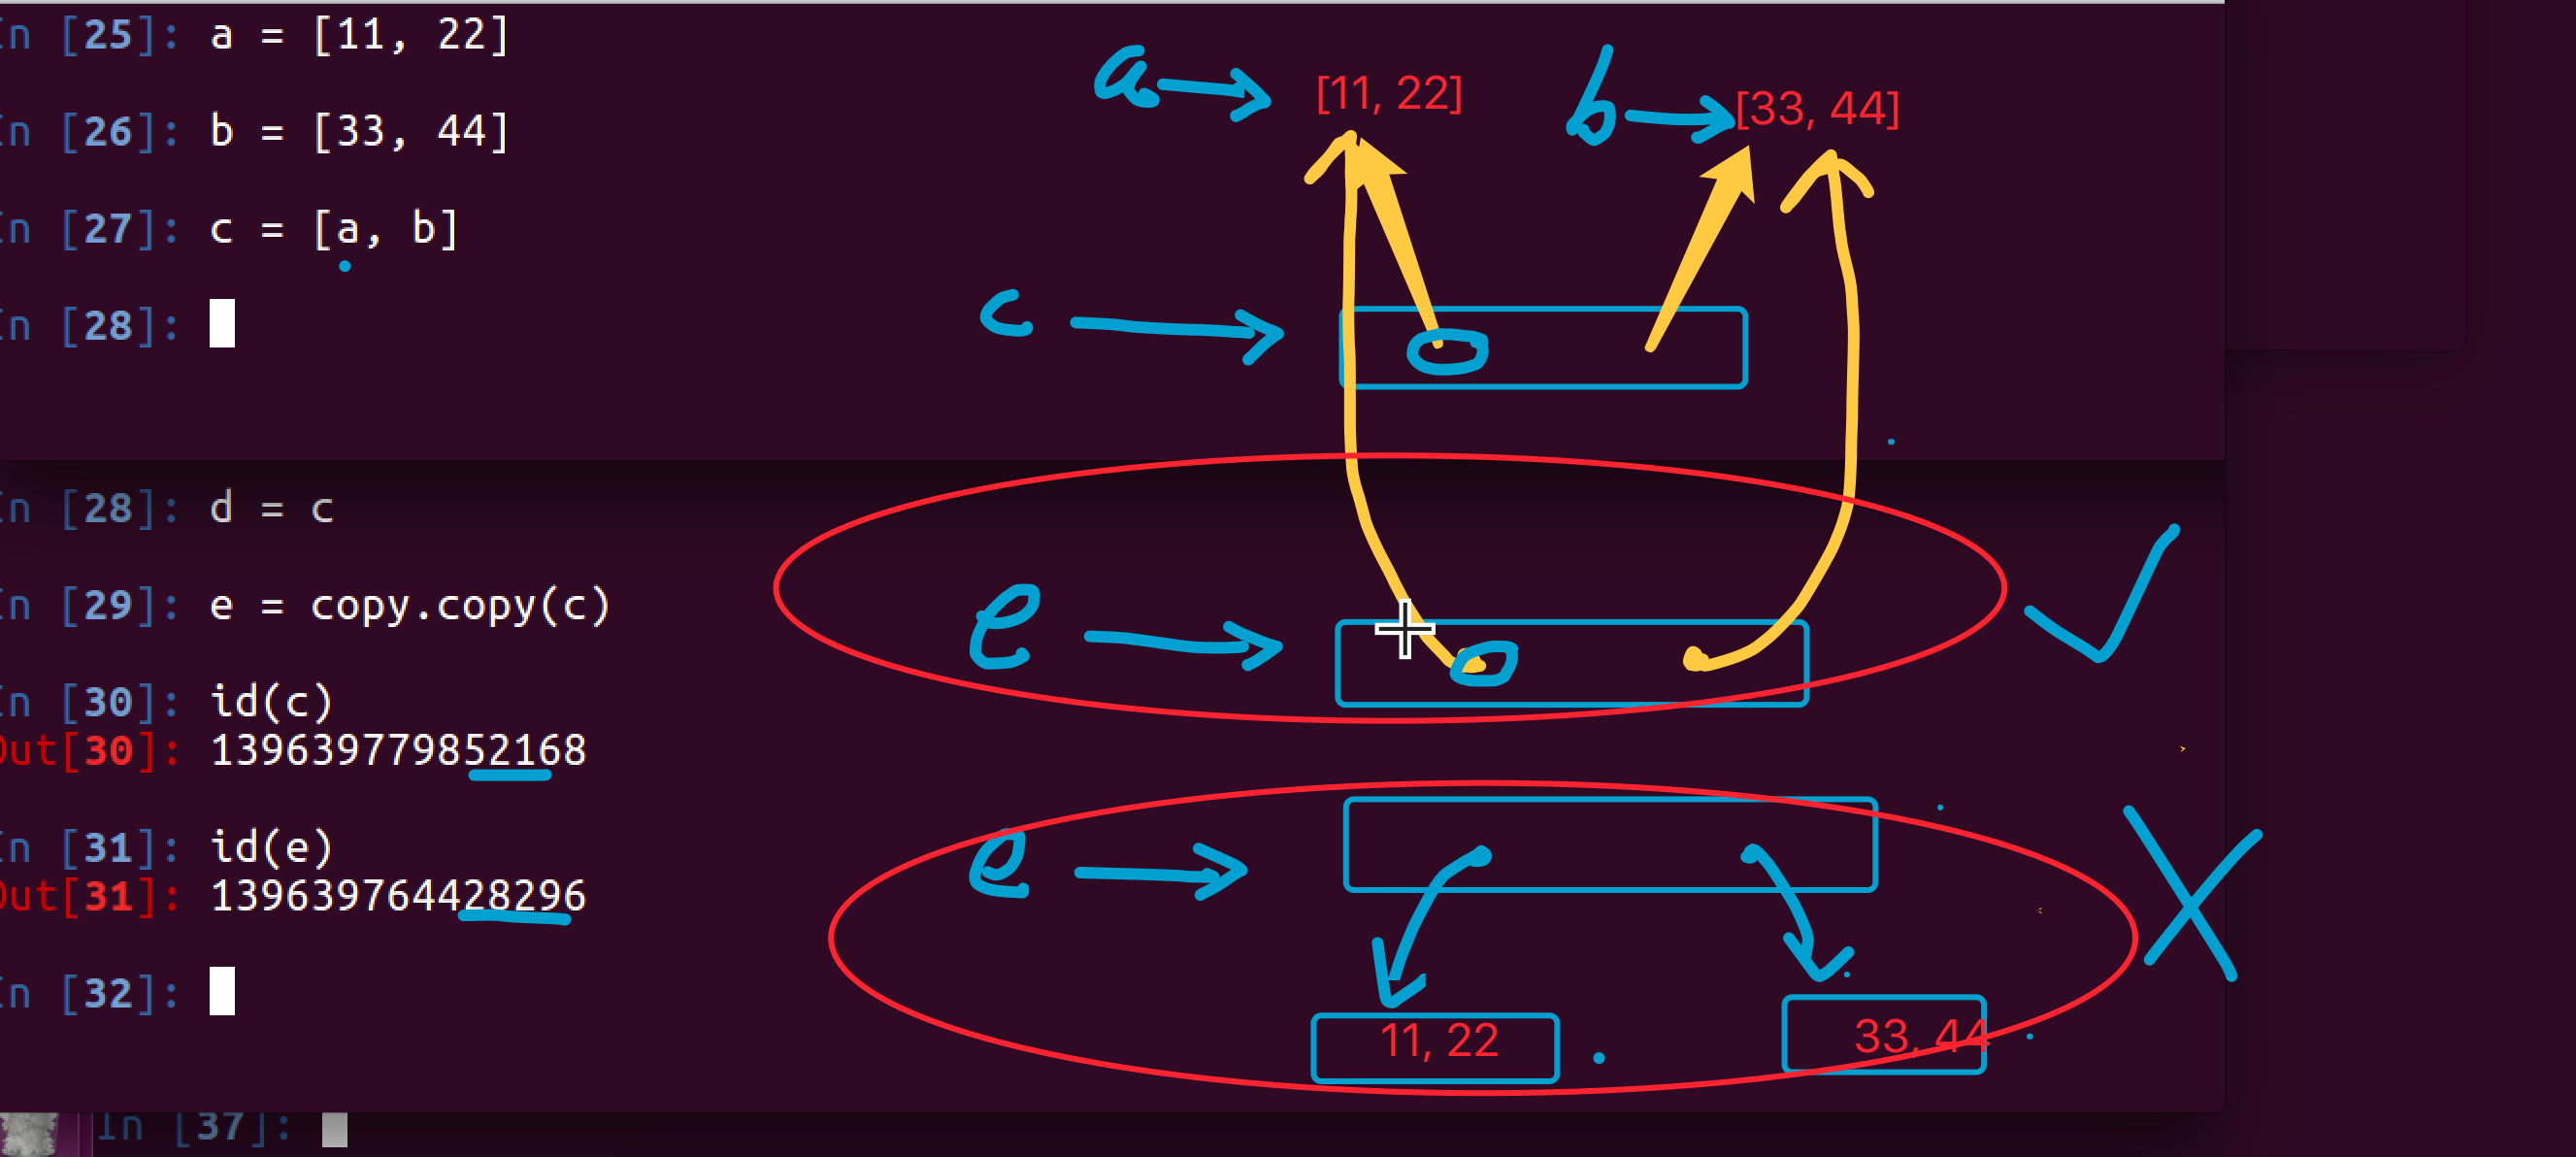 In [25]: a = [11, 22]
a [11, 22] b [33, 44]
In [26]: b = [33, 44]
In [27]: c = [a, b]
In [28]:
c
In [28]: d = c
In [29]: e = copy.copy(c)
e
In [30]: id(c)
Out[30]: 139639779852168
In [31]: id(e)
Out[31]: 139639764428296
e
In [32]:
11, 22 33, 44
In [37]: